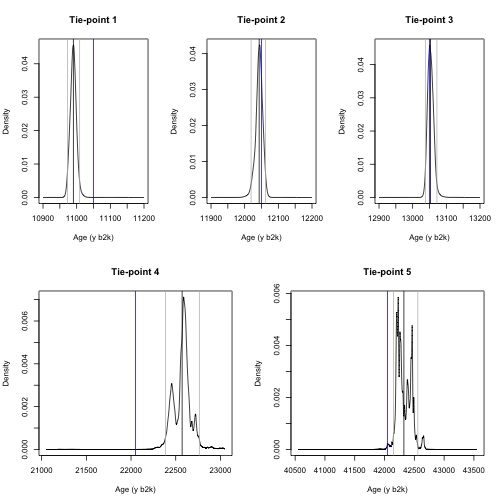 Tie-point 1 Tie-point 2 Tie-point 3
Density 0.00 0.01 0.02 0.03 0.04
10900 11000 11100 11200
Age (y b2k)
Density 0.00 0.01 0.02 0.03 0.04
11900 12000 12100 12200
Age (y b2k)
Density 0.00 0.01 0.02 0.03 0.04
12900 13000 13100 13200
Age (y b2k)
Tie-point 4 Tie-point 5
Density 0.000 0.002 0.004 0.006
21000 21500 22000 22500 23000
Age (y b2k)
Density 0.000 0.002 0.004 0.006
40500 41000 41500 42000 42500 43000 43500
Age (y b2k)